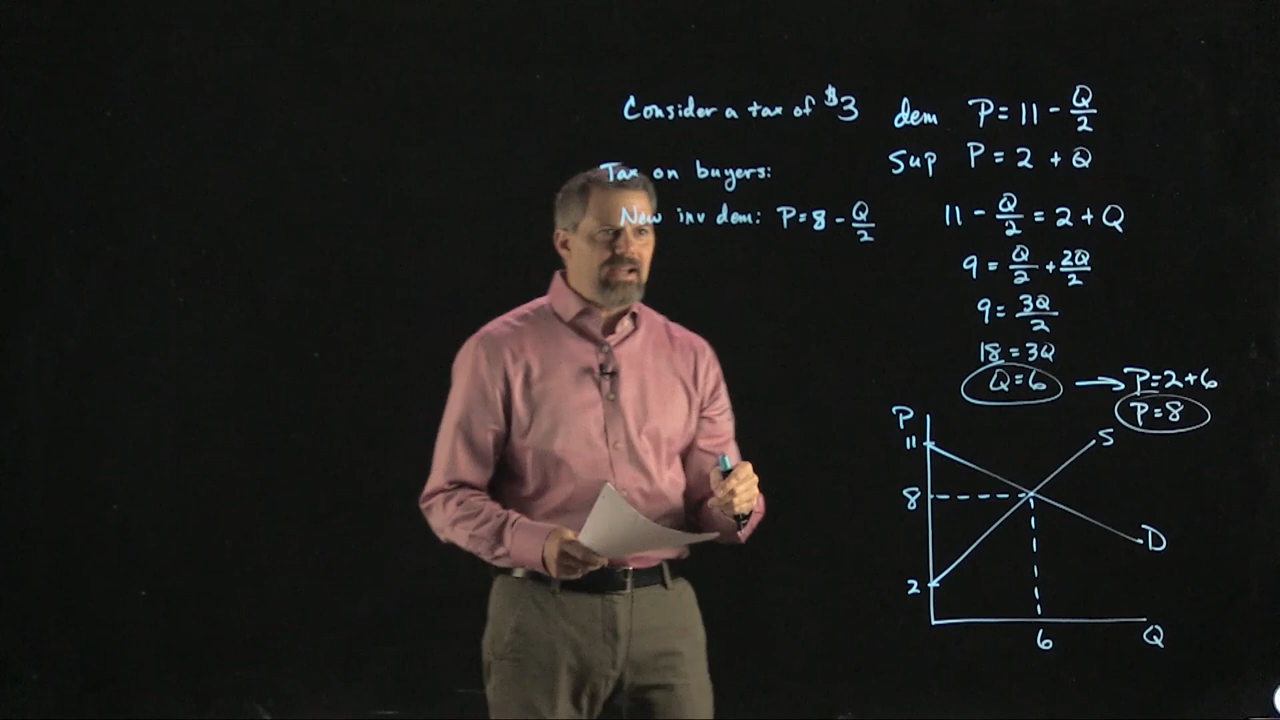 Consider a tax of $3
Tax on buyers:
New inv dem: P=8-Q/2
dem P=11-Q/2
Sup P=2+Q
11-Q/2=2+Q
9=Q/2+2Q/2
9=3Q/2
18=3Q
Q=6 → P=2+6
P=8
P
11
S
8
D
2
6
Q